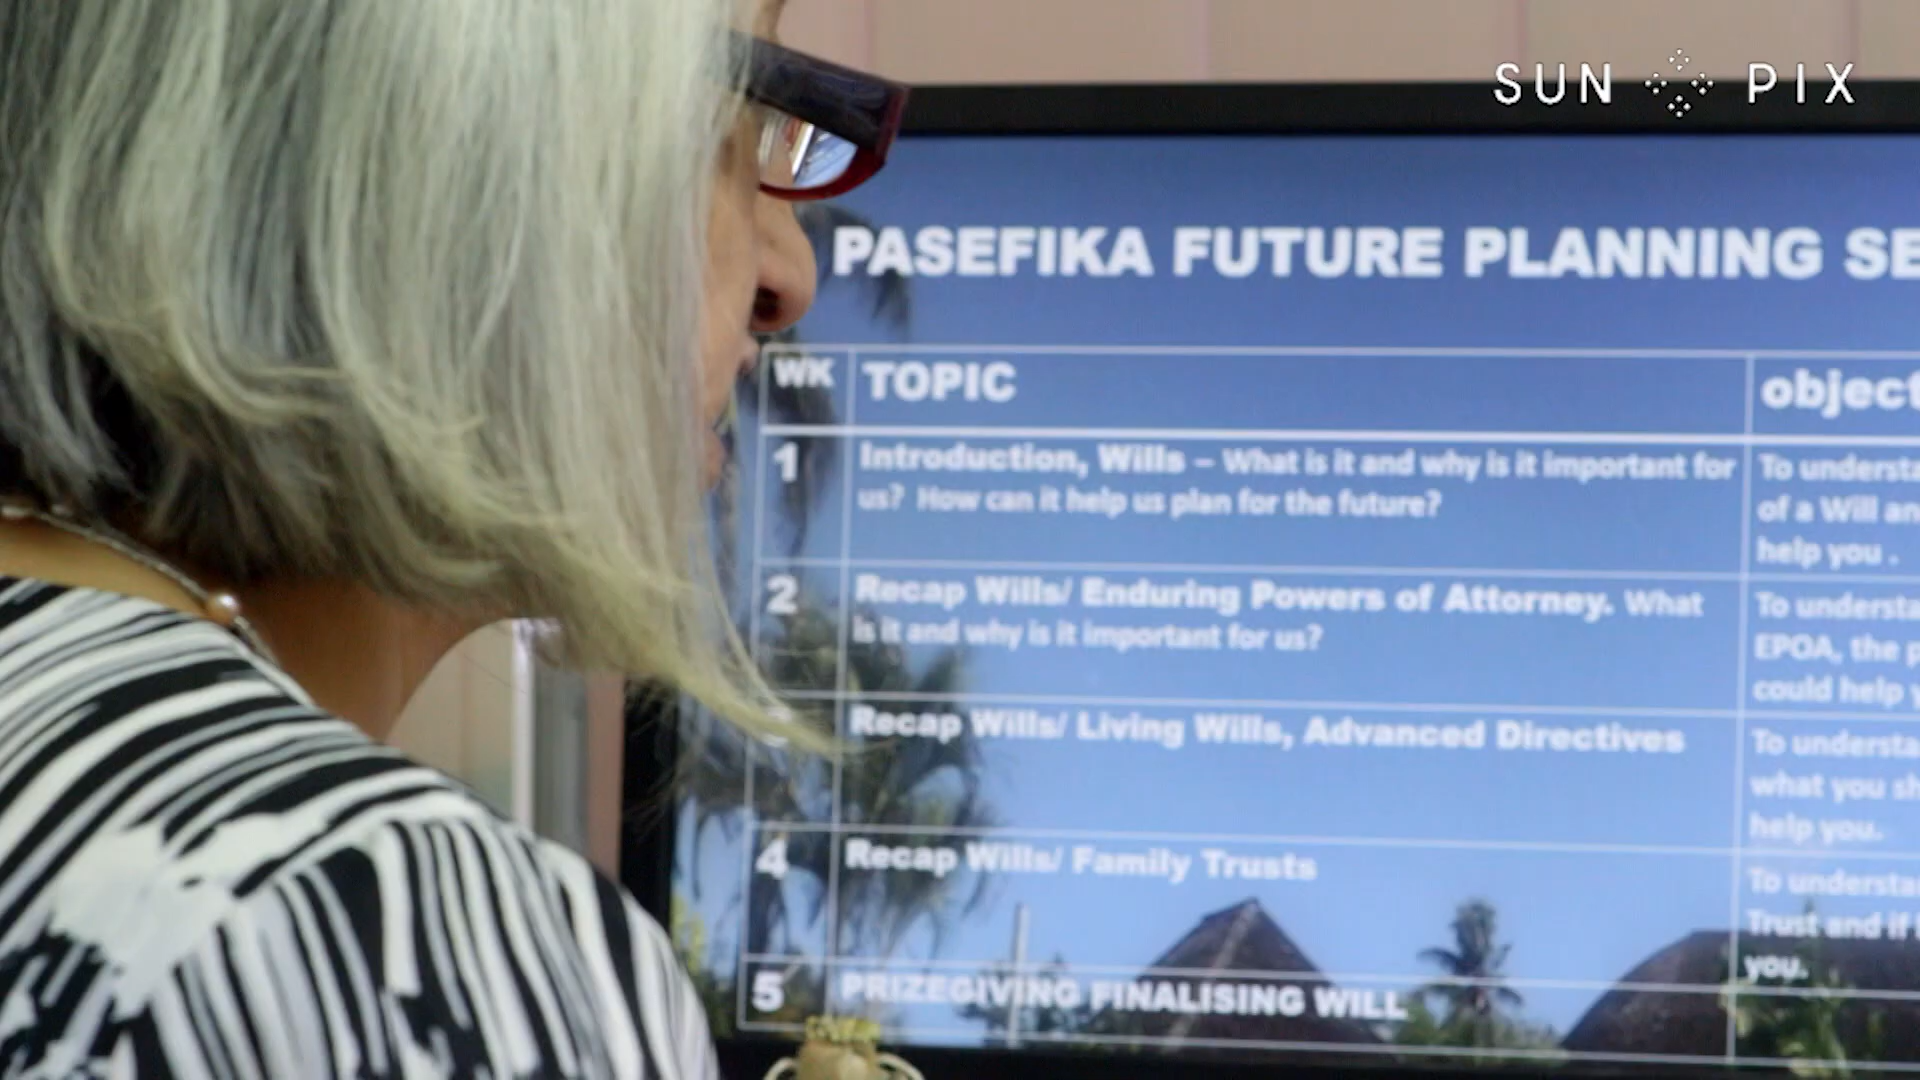 SUN PIX
PASEFIKA FUTURE PLANNING SE
WK TOPIC object
1 Introduction, Wills – What is it and why is it important for
us? How can it help us plan for the future?
To understa
of a Will an
help you .
2 Recap Wills/ Enduring Powers of Attorney. What
is it and why is it important for us?
To understa
EPOA, the p
could help y
Recap Wills/ Living Wills, Advanced Directives
To understa
what you sh
help you.
4 Recap Wills/ Family Trusts
To understa
Trust and if
you.
5 PRIZEGIVING FINALISING WILL